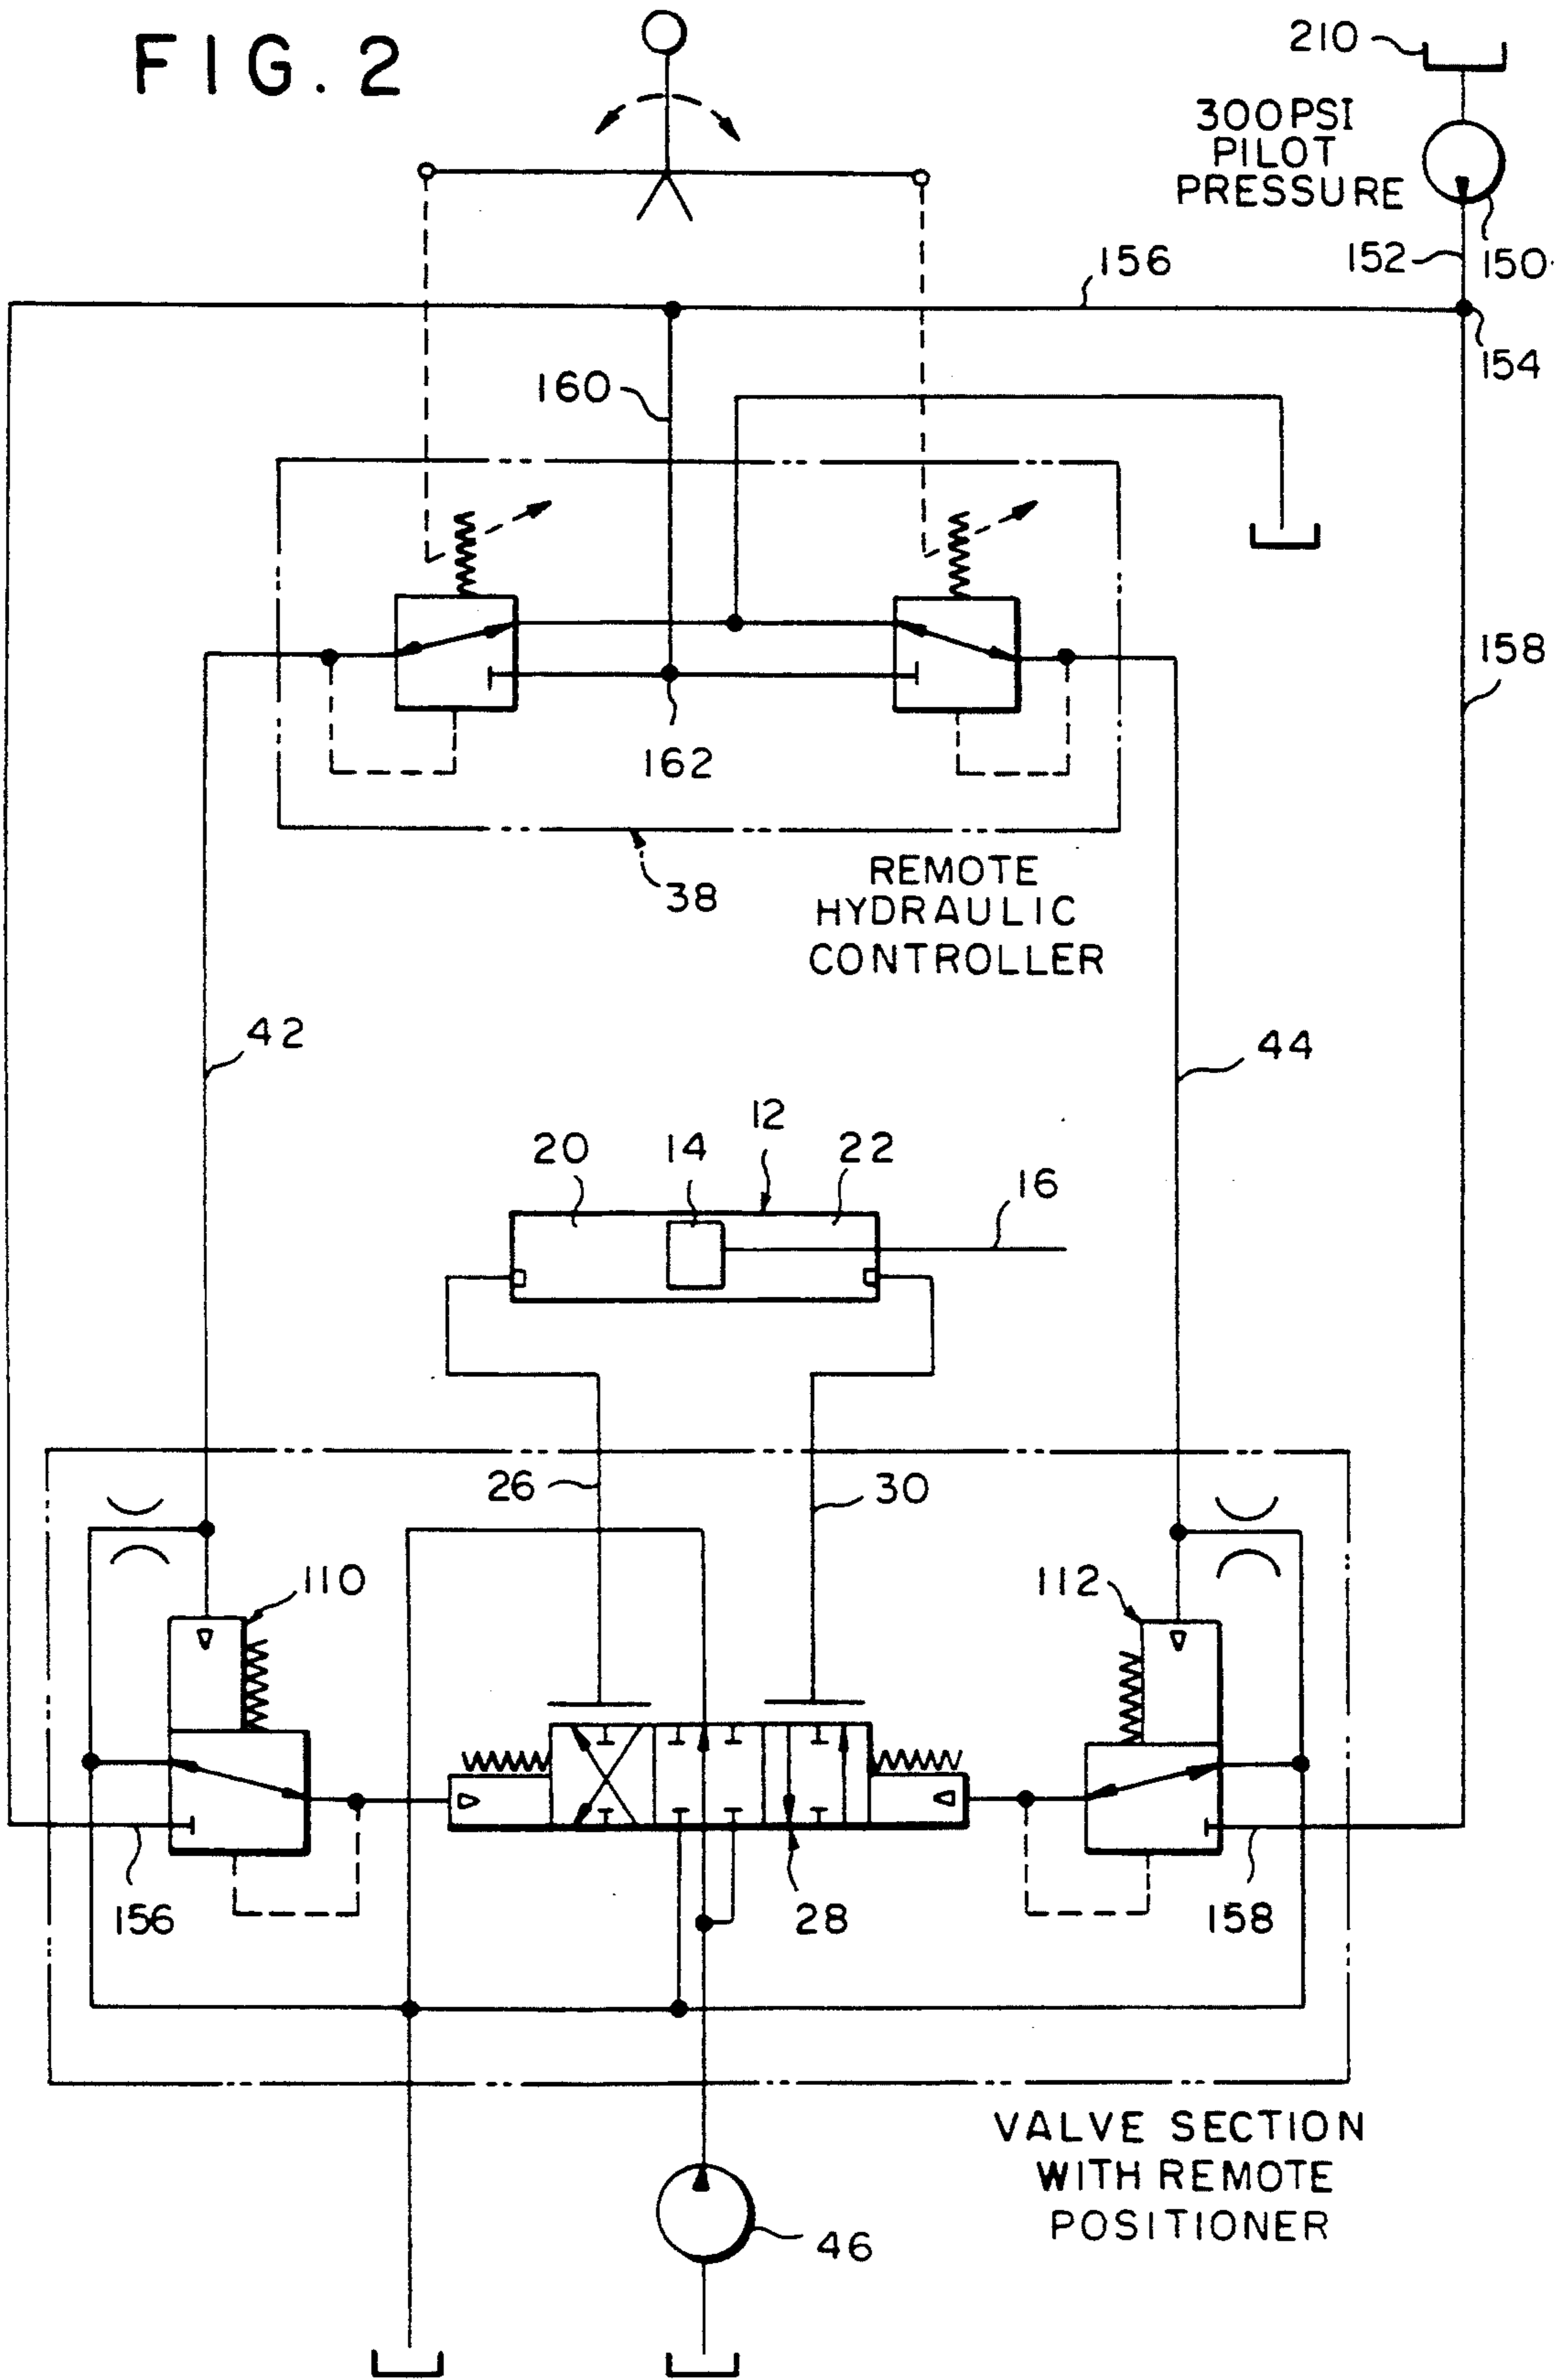 FIG. 2
210
300PSI
PILOT
PRESSURE
152
150
156
154
160
158
162
38
REMOTE
HYDRAULIC
CONTROLLER
42
44
12
20
14
22
16
26
30
110
112
156
28
158
VALVE SECTION
WITH REMOTE
POSITIONER
46